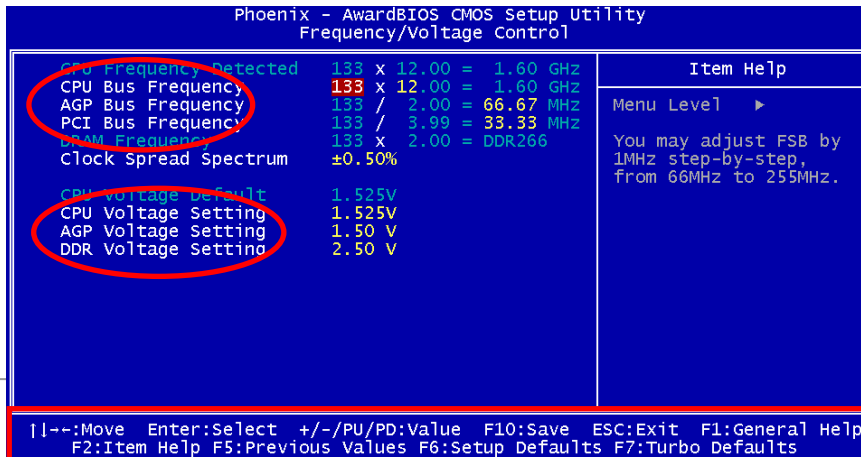 Phoenix - AwardBIOS CMOS Setup Utility
Frequency/Voltage Control
CPU Frequency Detected 133 x 12.00 = 1.60 GHz
CPU Bus Frequency 133 x 12.00 = 1.60 GHz
AGP Bus Frequency 133 / 2.00 = 66.67 MHz
PCI Bus Frequency 133 / 3.99 = 33.33 MHz
DRAM Frequency 133 x 2.00 = DDR266
Clock Spread Spectrum ±0.50%
CPU Voltage Default 1.525V
CPU Voltage Setting 1.525V
AGP Voltage Setting 1.50 V
DDR Voltage Setting 2.50 V
Item Help
Menu Level ▶
You may adjust FSB by
1MHz step-by-step,
from 66MHz to 255MHz.
↑↓→←:Move Enter:Select +/-/PU/PD:Value F10:Save ESC:Exit F1:General Help
F2:Item Help F5:Previous Values F6:Setup Defaults F7:Turbo Defaults